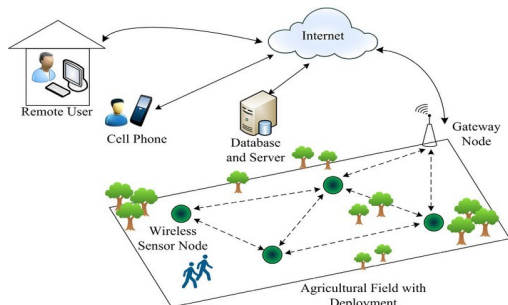 Internet
Remote User
Cell Phone
Database
and Server
Gateway
Node
Wireless
Sensor Node
Agricultural Field with
Deployment